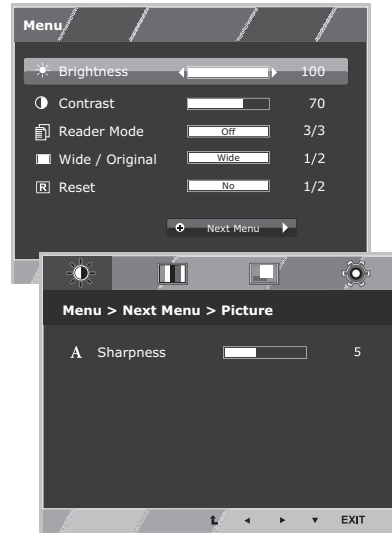 Menu
Brightness 100
Contrast 70
Reader Mode Off 3/3
Wide / Original Wide 1/2
R Reset No 1/2
Next Menu
Menu > Next Menu > Picture
A Sharpness 5
EXIT